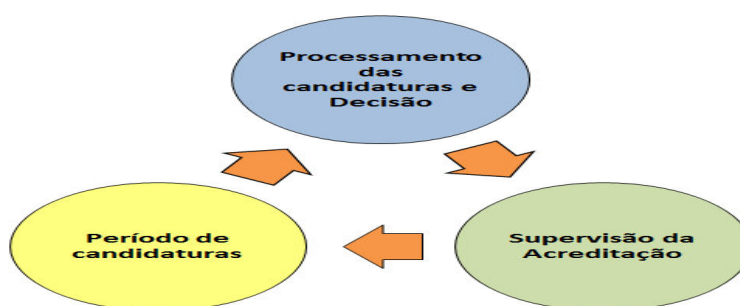 Processamento
das
candidaturas e
Decisão
Período de
candidaturas
Supervisão da
Acreditação